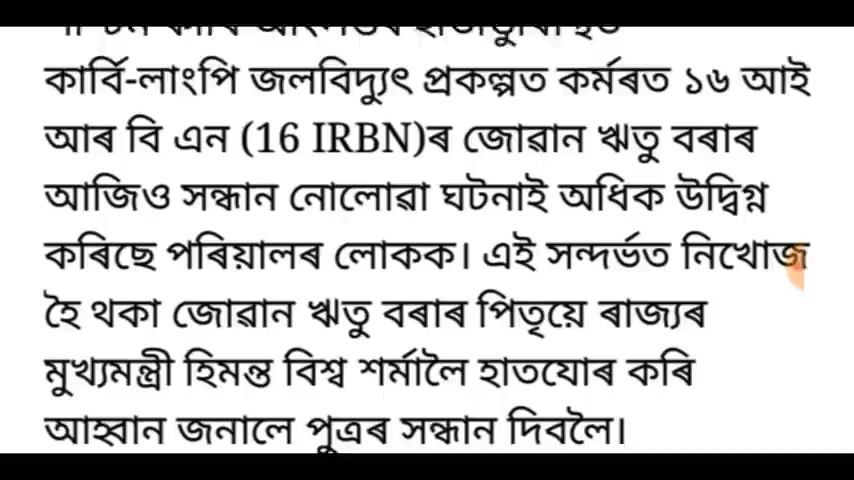 কাৰ্বি-লাংপি জলবিদ্যুৎ প্ৰকল্পত কৰ্মৰত ১৬ আই
আৰ বি এন (16 IRBN)ৰ জোৱান ঋতু বৰাৰ
আজিও সন্ধান নোলোৱা ঘটনাই অধিক উদ্বিগ্ন
কৰিছে পৰিয়ালৰ লোকক। এই সন্দৰ্ভত নিখোজ
হৈ থকা জোৱান ঋতু বৰাৰ পিতৃয়ে ৰাজ্যৰ
মুখ্যমন্ত্ৰী হিমন্ত বিশ্ব শৰ্মালৈ হাতযোৰ কৰি
আহ্বান জনালে পুত্ৰৰ সন্ধান দিবলৈ।